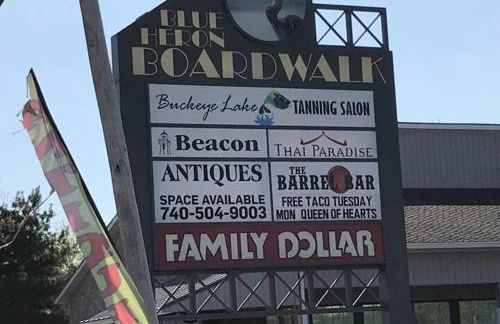 BLUE
HERON
BOARDWALK
Buckeye Lake TANNING SALON
Beacon
THAI PARADISE
ANTIQUES
SPACE AVAILABLE
740-504-9003
THE
BARREL BAR
FREE TACO TUESDAY
MON QUEEN OF HEARTS
FAMILY DOLLAR